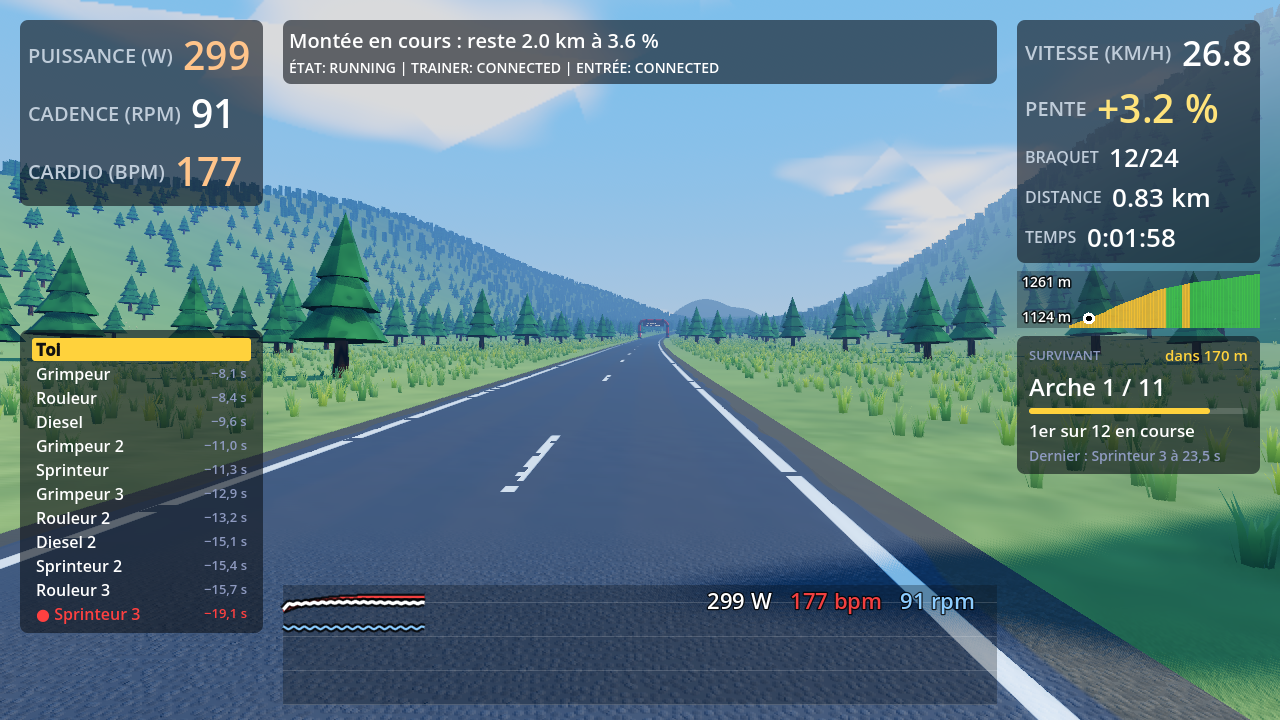 PUISSANCE (W) 299
CADENCE (RPM) 91
CARDIO (BPM) 177
Montée en cours : reste 2.0 km à 3.6 %
ÉTAT: RUNNING | TRAINER: CONNECTED | ENTRÉE: CONNECTED
VITESSE (KM/H) 26.8
PENTE +3.2 %
BRAQUET 12/24
DISTANCE 0.83 km
TEMPS 0:01:58
1261 m
1124 m
SURVIVANT dans 170 m
Arche 1 / 11
1er sur 12 en course
Dernier : Sprinteur 3 à 23,5 s
Toi
Grimpeur −8,1 s
Rouleur −8,4 s
Diesel −9,6 s
Grimpeur 2 −11,0 s
Sprinteur −11,3 s
Grimpeur 3 −12,9 s
Rouleur 2 −13,2 s
Diesel 2 −15,1 s
Sprinteur 2 −15,4 s
Rouleur 3 −15,7 s
Sprinteur 3 −19,1 s
299 W 177 bpm 91 rpm